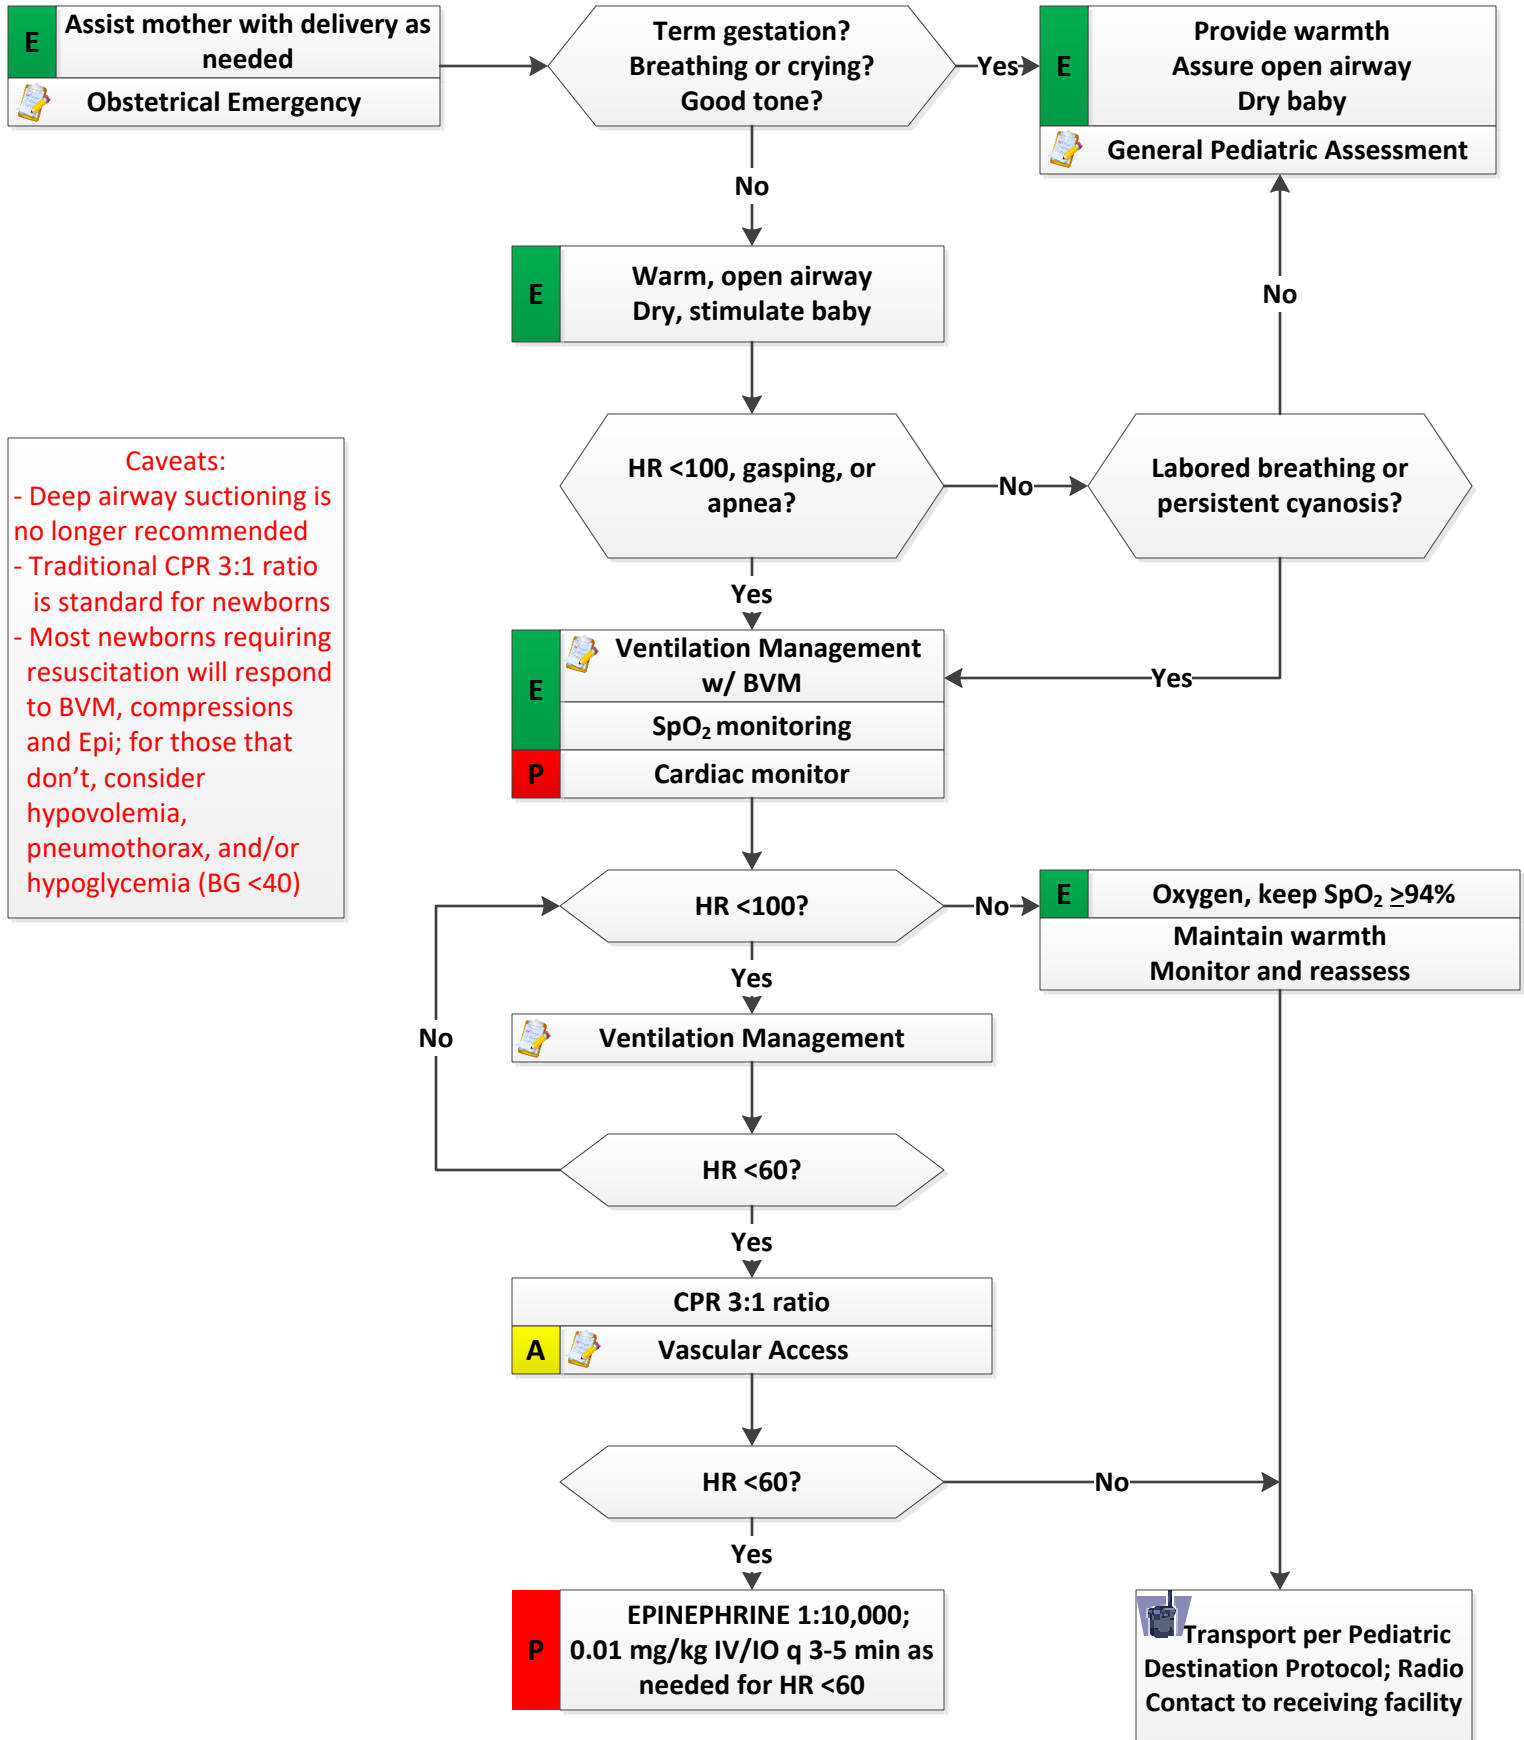 E
Assist mother with delivery as
needed
Obstetrical Emergency
Term gestation?
Breathing or crying?
Good tone?
Yes
E
Provide warmth
Assure open airway
Dry baby
General Pediatric Assessment
No
E
Warm, open airway
Dry, stimulate baby
No
HR <100, gasping, or
apnea?
No
Labored breathing or
persistent cyanosis?
Caveats:
- Deep airway suctioning is
no longer recommended
- Traditional CPR 3:1 ratio
is standard for newborns
- Most newborns requiring
resuscitation will respond
to BVM, compressions
and Epi; for those that
don’t, consider
hypovolemia,
pneumothorax, and/or
hypoglycemia (BG <40)
Yes
E
Ventilation Management
w/ BVM
SpO₂ monitoring
Yes
P
Cardiac monitor
HR <100?
No
E
Oxygen, keep SpO₂ ≥94%
Maintain warmth
Monitor and reassess
Yes
No
Ventilation Management
HR <60?
Yes
CPR 3:1 ratio
A
Vascular Access
HR <60?
No
Yes
P
EPINEPHRINE 1:10,000;
0.01 mg/kg IV/IO q 3-5 min as
needed for HR <60
Transport per Pediatric
Destination Protocol; Radio
Contact to receiving facility